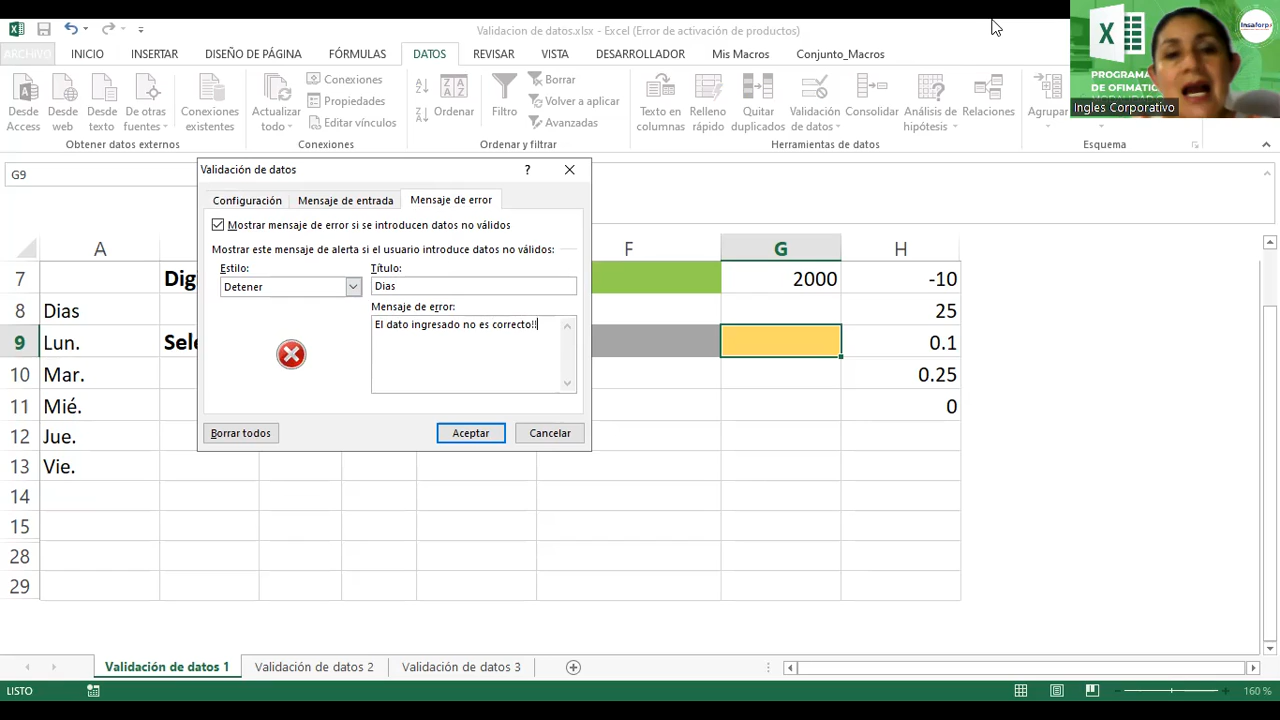 Validacion de datos.xlsx - Excel (Error de activación de productos)
ARCHIVO INICIO INSERTAR DISEÑO DE PÁGINA FÓRMULAS DATOS REVISAR VISTA DESARROLLADOR Mis Macros Conjunto_Macros
Desde Access
Desde web
Desde texto
De otras fuentes
Conexiones existentes
Actualizar todo
Conexiones
Propiedades
Editar vínculos
Ordenar
Filtro
Borrar
Volver a aplicar
Avanzadas
Texto en columnas
Relleno rápido
Quitar duplicados
Validación de datos
Consolidar
Análisis de hipótesis
Relaciones
Agrupar
Obtener datos externos
Conexiones
Ordenar y filtrar
Herramientas de datos
Esquema
PROGRAMA
DE OFIMATIC
Insaforp
Ingles Corporativo
G9
Validación de datos
?
Configuración Mensaje de entrada Mensaje de error
Mostrar mensaje de error si se introducen datos no válidos
Mostrar este mensaje de alerta si el usuario introduce datos no válidos:
Estilo: Título:
Detener Dias
Mensaje de error:
El dato ingresado no es correcto!!
Borrar todos Aceptar Cancelar
A F G H
7 Dig 2000 -10
8 Dias 25
9 Lun. Sele 0.1
10 Mar. 0.25
11 Mié. 0
12 Jue.
13 Vie.
14
15
28
29
Validación de datos 1 Validación de datos 2 Validación de datos 3
LISTO 160 %